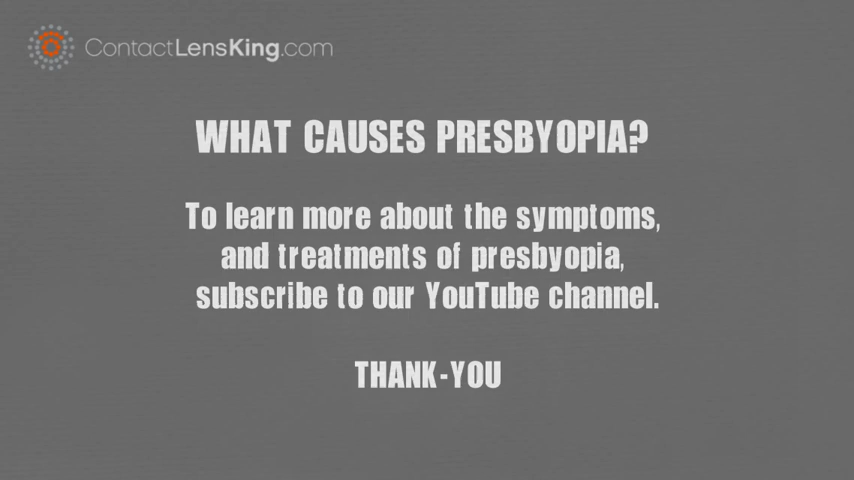 ContactLensKing.com
WHAT CAUSES PRESBYOPIA?
To learn more about the symptoms,
and treatments of presbyopia,
subscribe to our YouTube channel.
THANK-YOU